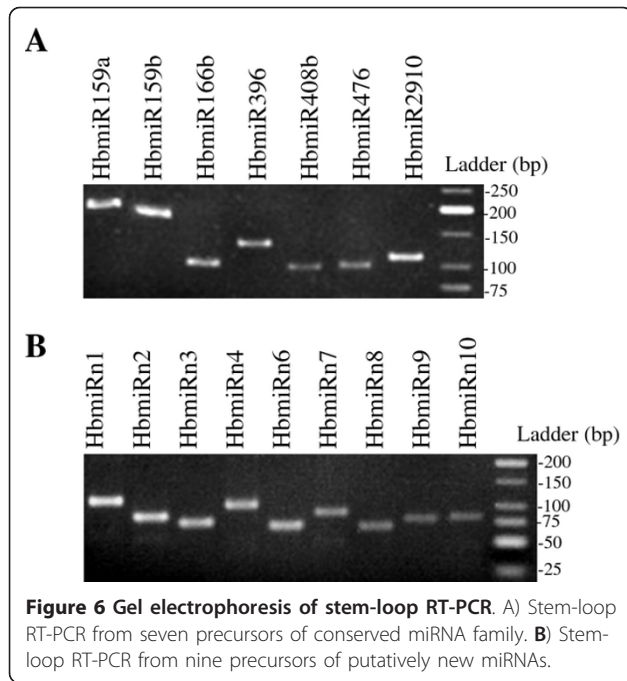 A
HbmiR159a
HbmiR159b
HbmiR166b
HbmiR396
HbmiR408b
HbmiR476
HbmiR2910
Ladder (bp)
-250
-200
-150
-100
-75
B
HbmiRn1
HbmiRn2
HbmiRn3
HbmiRn4
HbmiRn6
HbmiRn7
HbmiRn8
HbmiRn9
HbmiRn10
Ladder (bp)
-200
-150
-100
-75
-50
-25
Figure 6 Gel electrophoresis of stem-loop RT-PCR. A) Stem-loop
RT-PCR from seven precursors of conserved miRNA family. B) Stem-
loop RT-PCR from nine precursors of putatively new miRNAs.